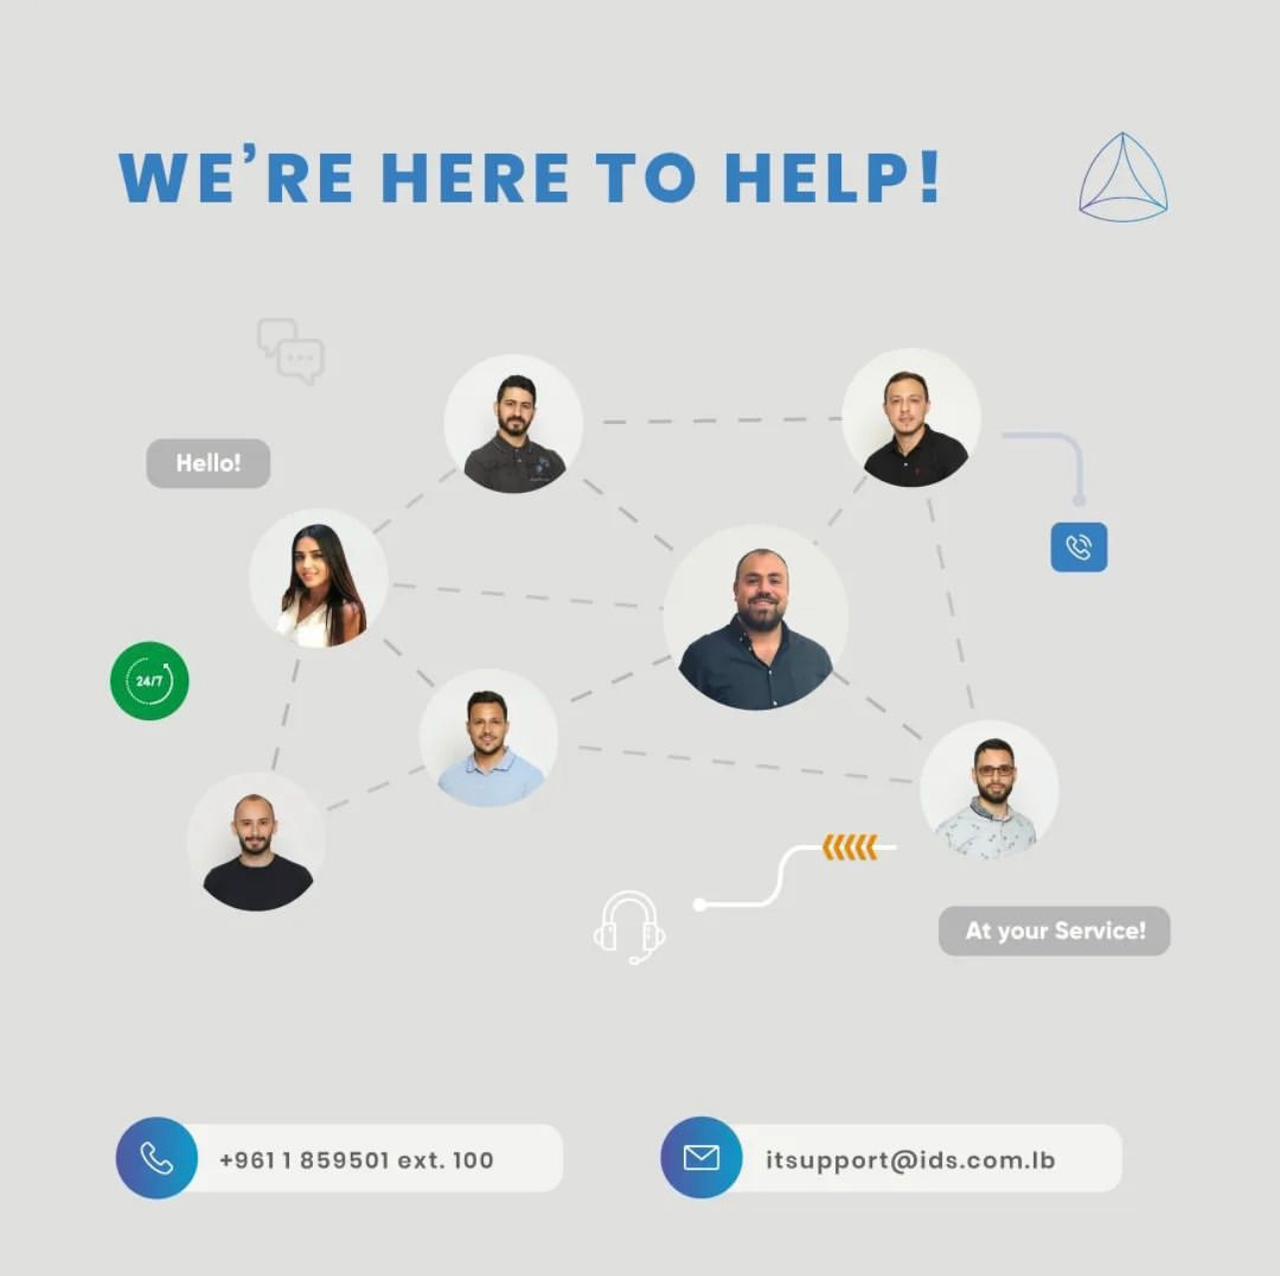 WE’RE HERE TO HELP!
Hello!
24/7
At your Service!
+961 1 859501 ext. 100
itsupport@ids.com.lb